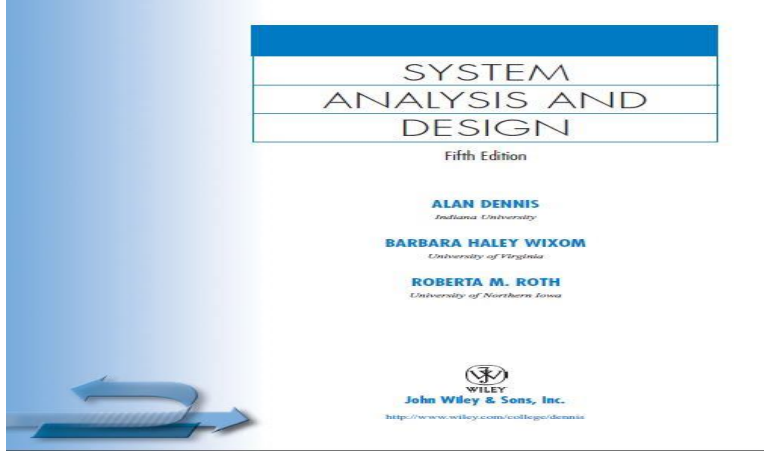 SYSTEM
ANALYSIS AND
DESIGN
Fifth Edition
ALAN DENNIS
Indiana University
BARBARA HALEY WIXOM
University of Virginia
ROBERTA M. ROTH
University of Northern Iowa
WILEY
John Wiley & Sons, Inc.
http://www.wiley.com/college/dennis